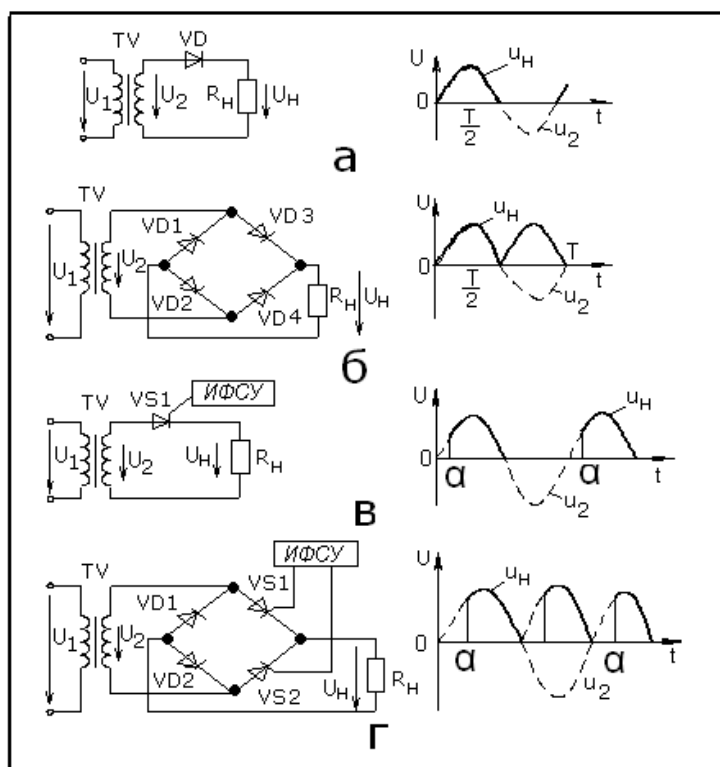 TV VD
U1 U2 RН UН
U uН
0 T/2 u2 t
а
TV
VD1 VD3
U1 U2
VD2 VD4 RН UН
U uН T
0 T/2 u2 t
б
ИФСУ
TV VS1
U1 U2 UН RН
U uН
0 α u2 α t
в
ИФСУ
TV VS1
VD1
U1 U2
VD2 VS2 UН RН
U uН
0 α u2 α t
г